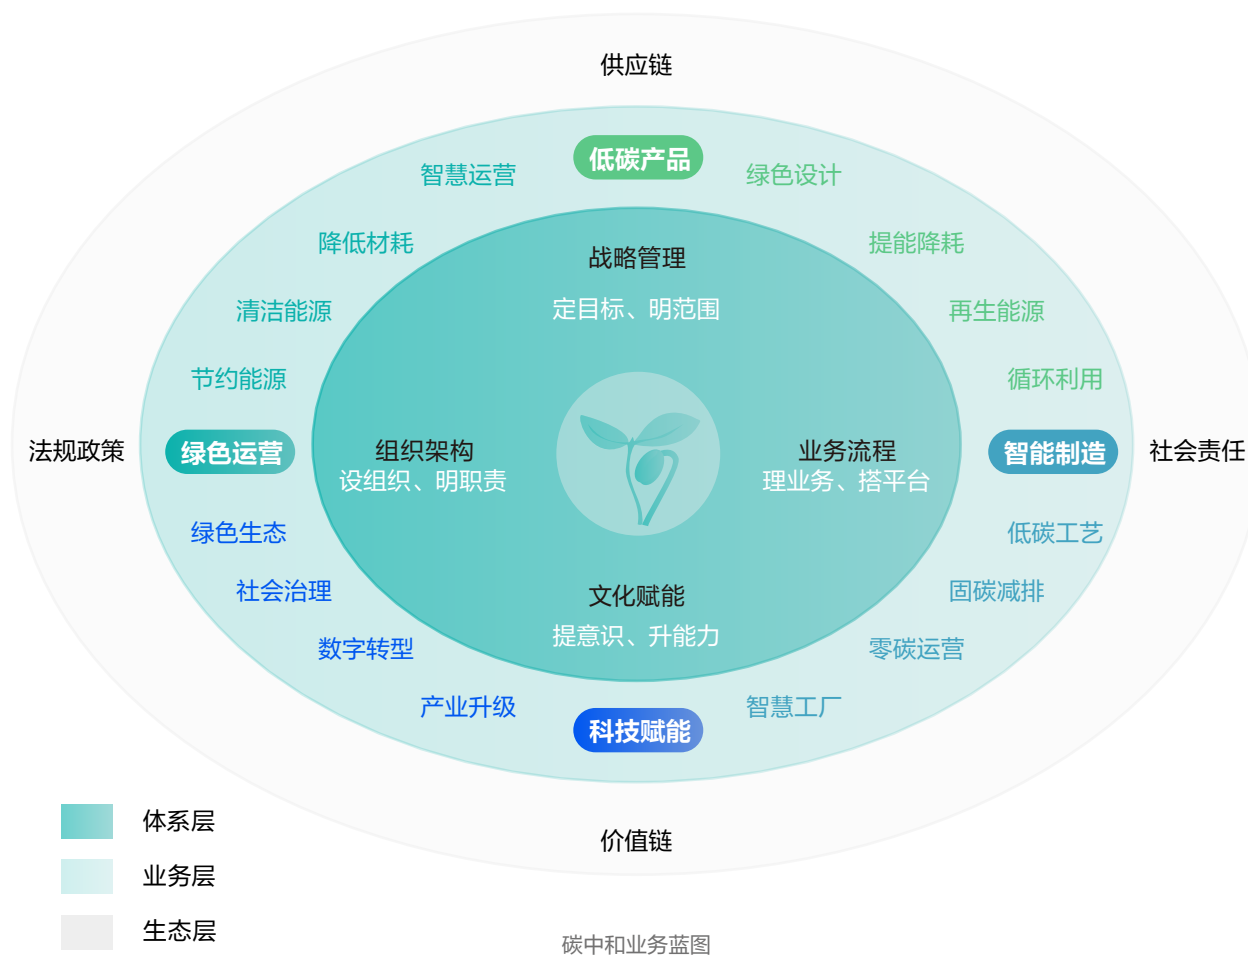 供应链
低碳产品
智慧运营
绿色设计
降低材耗
提能降耗
战略管理
定目标、明范围
清洁能源
再生能源
节约能源
循环利用
法规政策
绿色运营
组织架构
设组织、明职责
业务流程
理业务、搭平台
智能制造
社会责任
绿色生态
低碳工艺
社会治理
固碳减排
文化赋能
提意识、升能力
数字转型
零碳运营
产业升级
科技赋能
智慧工厂
价值链
体系层
业务层
生态层
碳中和业务蓝图